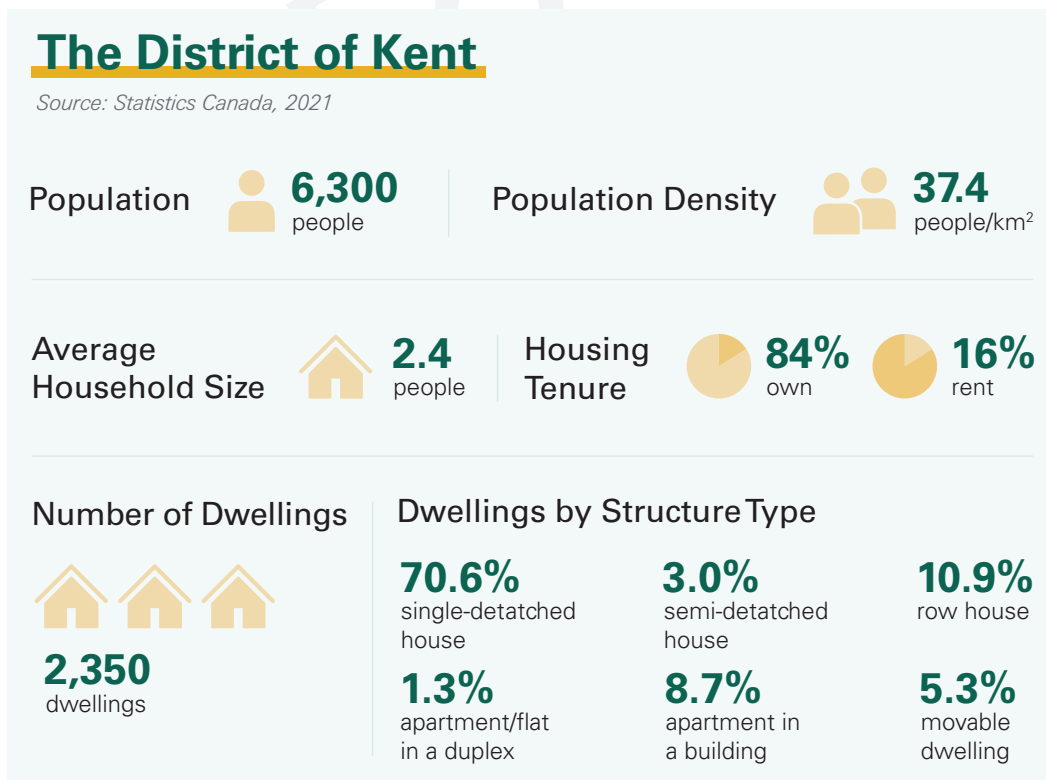 The District of Kent
Source: Statistics Canada, 2021
Population
6,300
people
Population Density
37.4
people/km²
Average
Household Size
2.4
people
Housing
Tenure
84%
own
16%
rent
Number of Dwellings
2,350
dwellings
Dwellings by Structure Type
70.6%
single-detatched
house
3.0%
semi-detatched
house
10.9%
row house
1.3%
apartment/flat
in a duplex
8.7%
apartment in
a building
5.3%
movable
dwelling